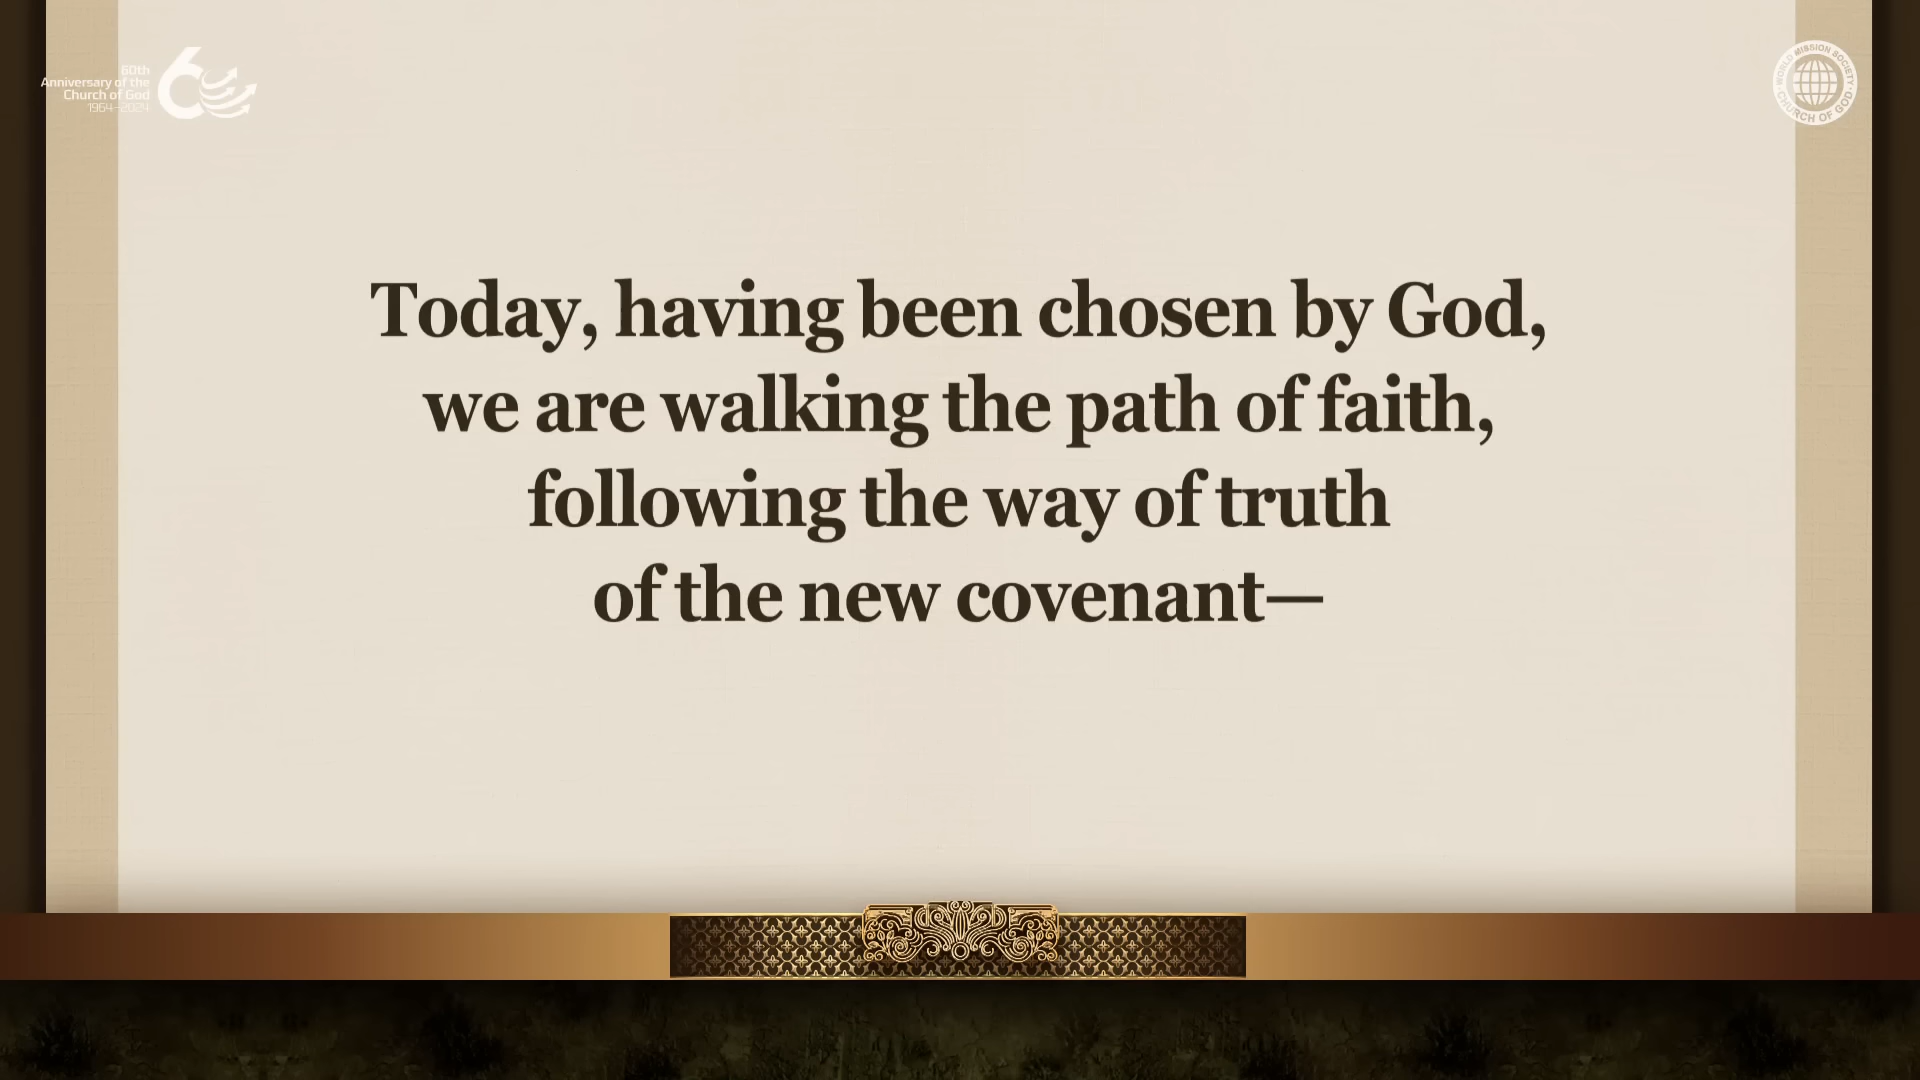 60th
Anniversary of the
Church of God
1964–2024
WORLD MISSION SOCIETY
CHURCH OF GOD
Today, having been chosen by God,
we are walking the path of faith,
following the way of truth
of the new covenant—